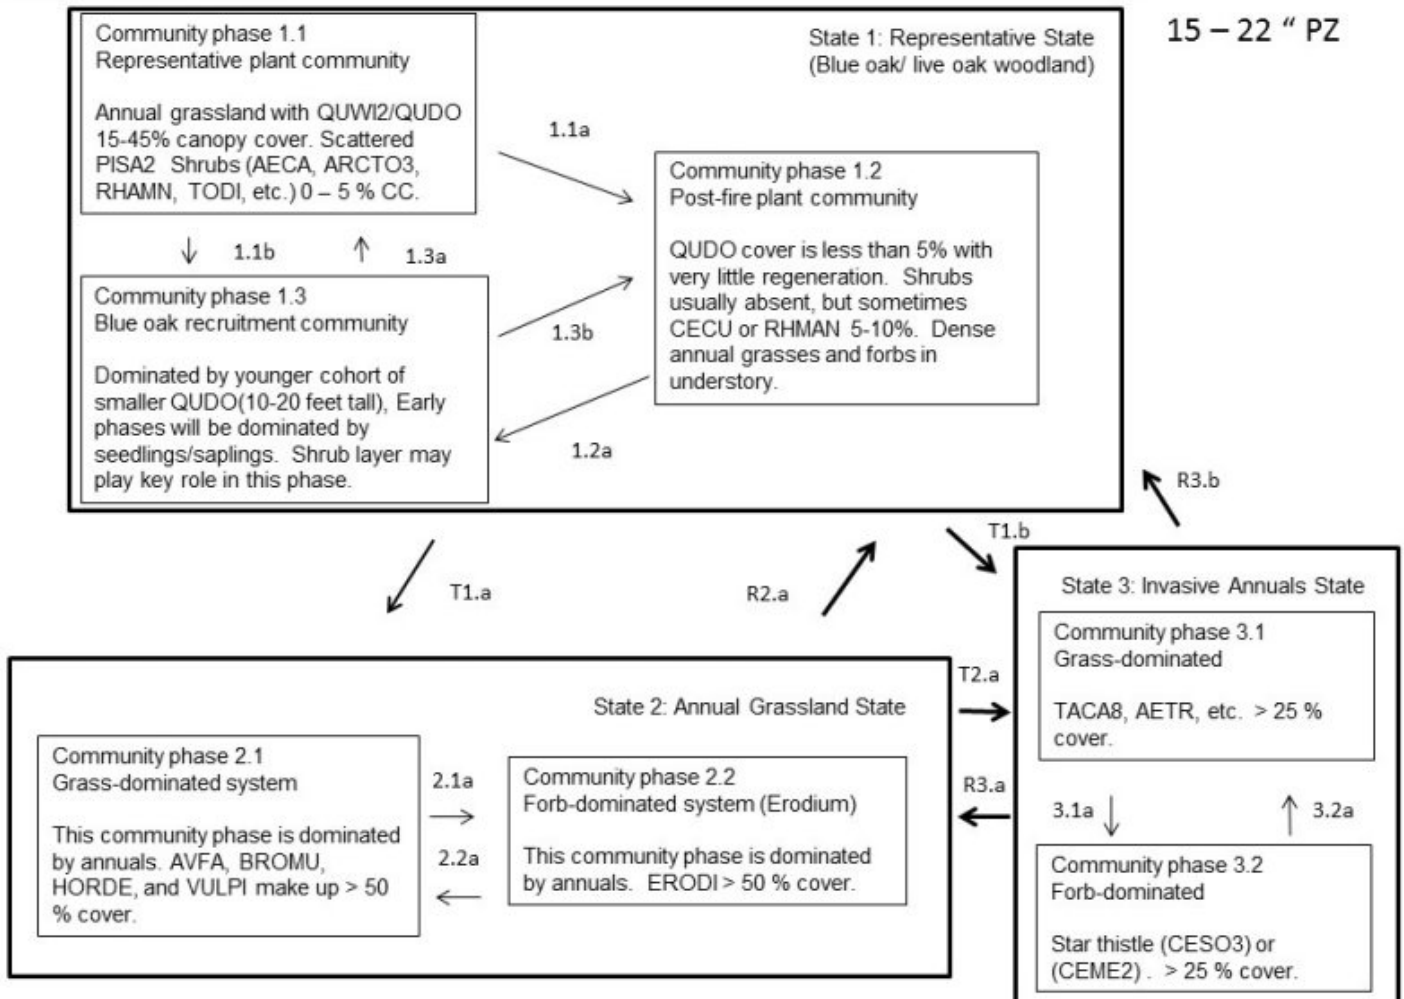 15 – 22 “ PZ
State 1: Representative State
(Blue oak/ live oak woodland)
Community phase 1.1
Representative plant community
Annual grassland with QUWI2/QUDO
15-45% canopy cover. Scattered
PISA2 Shrubs (AECA, ARCTO3,
RHAMN, TODI, etc.) 0 – 5 % CC.
1.1a
1.1b
1.3a
Community phase 1.2
Post-fire plant community
QUDO cover is less than 5% with
very little regeneration. Shrubs
usually absent, but sometimes
CECU or RHMAN 5-10%. Dense
annual grasses and forbs in
understory.
Community phase 1.3
Blue oak recruitment community
Dominated by younger cohort of
smaller QUDO(10-20 feet tall), Early
phases will be dominated by
seedlings/saplings. Shrub layer may
play key role in this phase.
1.3b
1.2a
R3.b
T1.b
T1.a
R2.a
State 2: Annual Grassland State
Community phase 2.1
Grass-dominated system
This community phase is dominated
by annuals. AVFA, BROMU,
HORDE, and VULPI make up > 50
% cover.
2.1a
2.2a
Community phase 2.2
Forb-dominated system (Erodium)
This community phase is dominated
by annuals. ERODI > 50 % cover.
T2.a
R3.a
State 3: Invasive Annuals State
Community phase 3.1
Grass-dominated
TACA8, AETR, etc. > 25 %
cover.
3.1a
3.2a
Community phase 3.2
Forb-dominated
Star thistle (CESO3) or
(CEME2) . > 25 % cover.